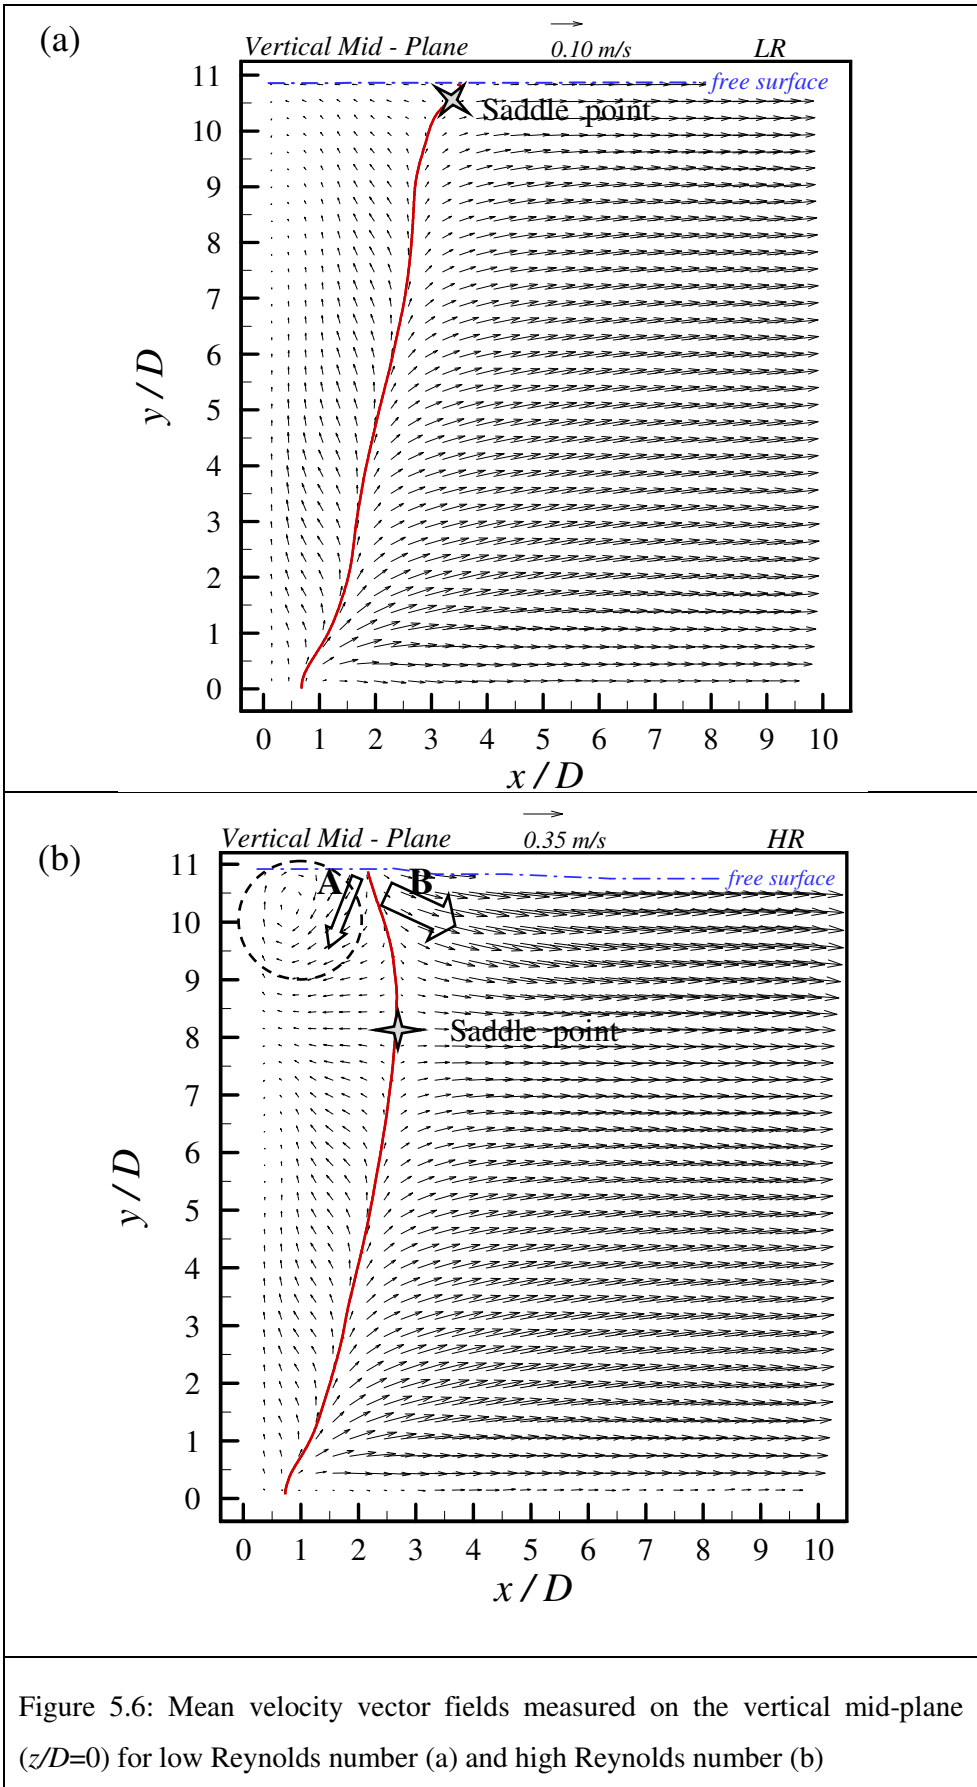 (a)
Vertical Mid - Plane 0.10 m/s LR
free surface
Saddle point
11
10
9
8
7
6
5
4
3
2
1
0
y / D
0 1 2 3 4 5 6 7 8 9 10
x / D
(b)
Vertical Mid - Plane 0.35 m/s HR
free surface
A B
Saddle point
11
10
9
8
7
6
5
4
3
2
1
0
y / D
0 1 2 3 4 5 6 7 8 9 10
x / D
Figure 5.6: Mean velocity vector fields measured on the vertical mid-plane
(z/D=0) for low Reynolds number (a) and high Reynolds number (b)